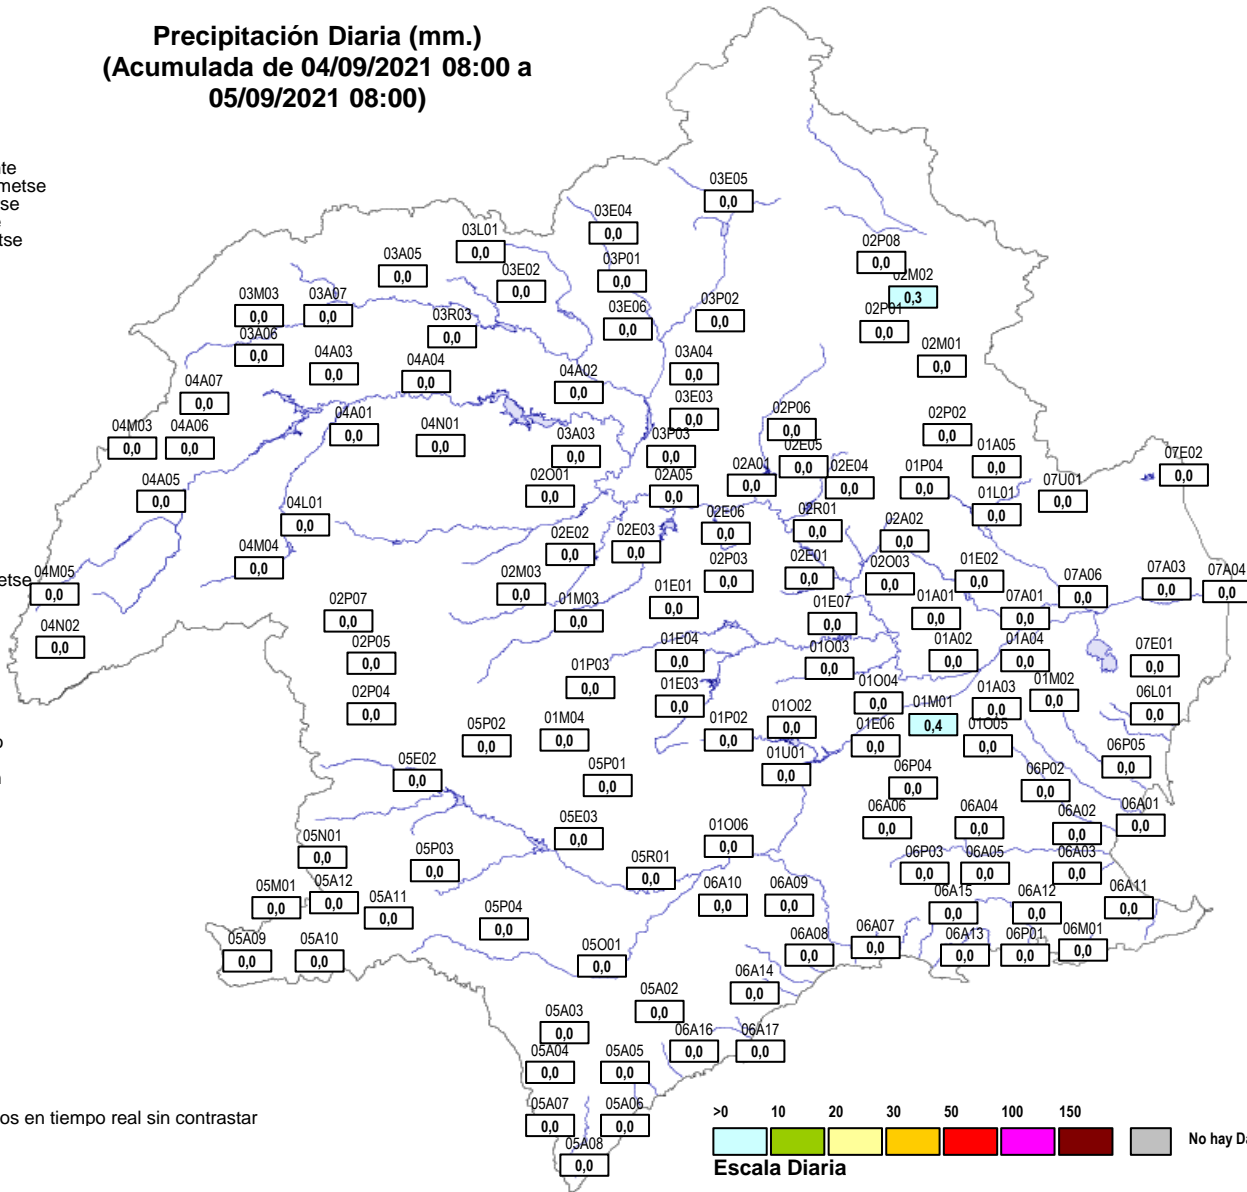 Precipitación Diaria (mm.)
(Acumulada de 04/09/2021 08:00 a
05/09/2021 08:00)
03E05
0,0
03E04
0,0
03L01
0,0
03P01
0,0
03A05
0,0
03E02
0,0
02P08
0,0
02M02
0,3
03M03
0,0
03A07
0,0
03R03
0,0
03E06
0,0
03P02
0,0
02P01
0,0
03A06
0,0
04A03
0,0
04A04
0,0
04A02
0,0
03A04
0,0
02M01
0,0
04A07
0,0
03E03
0,0
04M03
0,0
04A06
0,0
04A01
0,0
04N01
0,0
03A03
0,0
03P03
0,0
02P06
0,0
02P02
0,0
02E05
0,0
01A05
0,0
07E02
0,0
04A05
0,0
02O01
0,0
02A05
0,0
02A01
0,0
02E04
0,0
01P04
0,0
07U01
0,0
04L01
0,0
01L01
0,0
02E06
0,0
02R01
0,0
02A02
0,0
04M04
0,0
02E02
0,0
02E03
0,0
metse
04M05
0,0
02M03
0,0
02P03
0,0
02E01
0,0
02O03
0,0
01E02
0,0
07A06
0,0
07A03
0,0
07A04
0,0
02P07
0,0
01M03
0,0
01E01
0,0
01E07
0,0
01A01
0,0
07A01
0,0
04N02
0,0
02P05
0,0
01E04
0,0
01O03
0,0
01A02
0,0
01A04
0,0
07E01
0,0
02P04
0,0
01P03
0,0
01E03
0,0
01O04
0,0
01M01
0,4
01A03
0,0
01M02
0,0
06L01
0,0
05P02
0,0
01M04
0,0
01P02
0,0
01O02
0,0
01E06
0,0
01O05
0,0
05E02
0,0
05P01
0,0
01U01
0,0
06P04
0,0
06P02
0,0
06P05
0,0
05E03
0,0
01O06
0,0
06A06
0,0
06A04
0,0
06A02
0,0
06A01
0,0
05N01
0,0
05P03
0,0
05R01
0,0
06P03
0,0
06A05
0,0
06A03
0,0
05M01
0,0
05A12
0,0
05A11
0,0
05P04
0,0
06A10
0,0
06A09
0,0
06A15
0,0
06A12
0,0
06A11
0,0
05A09
0,0
05A10
0,0
05O01
0,0
06A08
0,0
06A07
0,0
06A13
0,0
06P01
0,0
06M01
0,0
05A02
0,0
06A14
0,0
05A03
0,0
06A16
0,0
06A17
0,0
05A04
0,0
05A05
0,0
05A07
0,0
05A06
0,0
05A08
0,0
os en tiempo real sin contrastar
>0 10 20 30 50 100 150
No hay Da
Escala Diaria